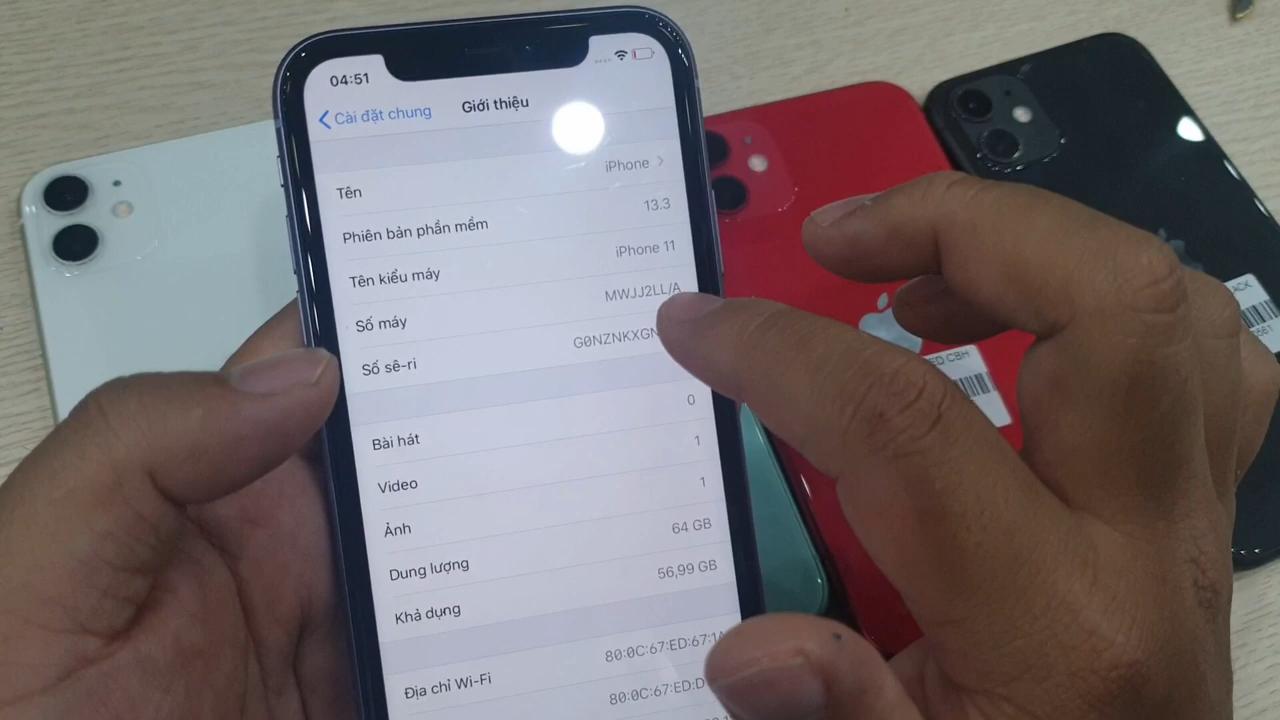 04:51
Cài đặt chung
Giới thiệu
Tên
iPhone
Phiên bản phần mềm
13.3
Tên kiểu máy
iPhone 11
Số máy
MWJJ2LL/A
Số sê-ri
G0NZNKXGN
Bài hát
0
Video
1
Ảnh
1
Dung lượng
64 GB
Khả dụng
56,99 GB
Địa chỉ Wi-Fi
80:0C:67:ED:67:1A
80:0C:67:ED:D
ED CBH
ACK